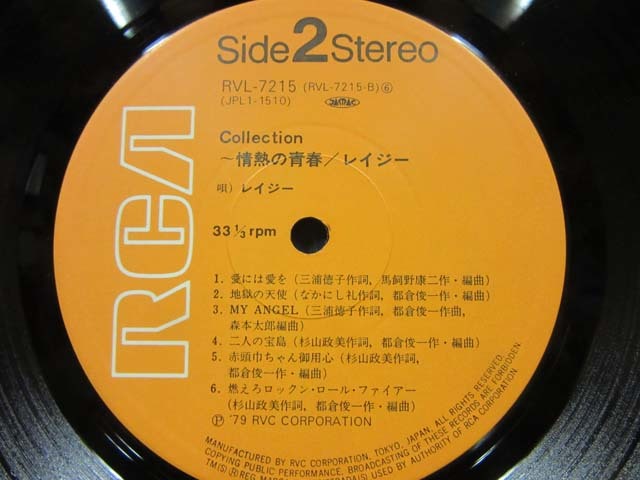 Side 2 Stereo
RVL-7215 (RVL-7215-B)⑥
(JPL1-1510)
RCA
Collection
～情熱の青春／レイジー
唄）レイジー
33 1/3 rpm
1. 愛には愛を（三浦徳子作詞, 馬飼野康二作・編曲）
2. 地獄の天使（なかにし礼作詞, 都倉俊一作・編曲）
3. MY ANGEL（三浦徳子作詞, 都倉俊一作曲,
森本太郎編曲）
4. 二人の宝島（杉山政美作詞, 都倉俊一作・編曲）
5. 赤頭巾ちゃん御用心（杉山政美作詞,
都倉俊一作・編曲）
6. 燃えろロックン・ロール・ファイアー
（杉山政美作詞, 都倉俊一作・編曲）
Ⓟ '79 RVC CORPORATION
MANUFACTURED BY RVC CORPORATION, TOKYO, JAPAN, ALL RIGHTS RESERVED,
COPYING PUBLIC PERFORMANCE, BROADCASTING OF THESE RECORDS ARE FORBIDDEN
TM(S) ® REG. USED BY AUTHORITY OF RCA CORPORATION